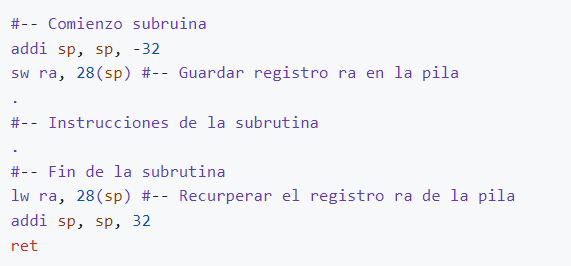 #-- Comienzo subruina
addi sp, sp, -32
sw ra, 28(sp) #-- Guardar registro ra en la pila
.
#-- Instrucciones de la subrutina
.
#-- Fin de la subrutina
lw ra, 28(sp) #-- Recurperar el registro ra de la pila
addi sp, sp, 32
ret